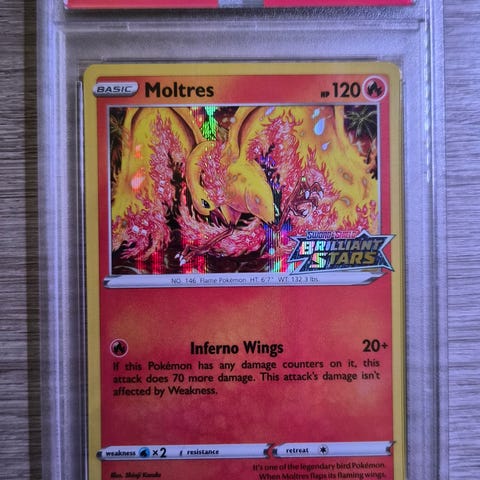 BASIC Moltres HP 120
Sword & Shield
BRILLIANT
STARS
NO. 146 Flame Pokémon HT: 6'7" WT: 132.3 lbs.
Inferno Wings 20+
If this Pokémon has any damage counters on it, this
attack does 70 more damage. This attack's damage isn't
affected by Weakness.
weakness ×2 resistance retreat
Illus. Shinji Kanda
It's one of the legendary bird Pokémon.
When Moltres flaps its flaming wings,